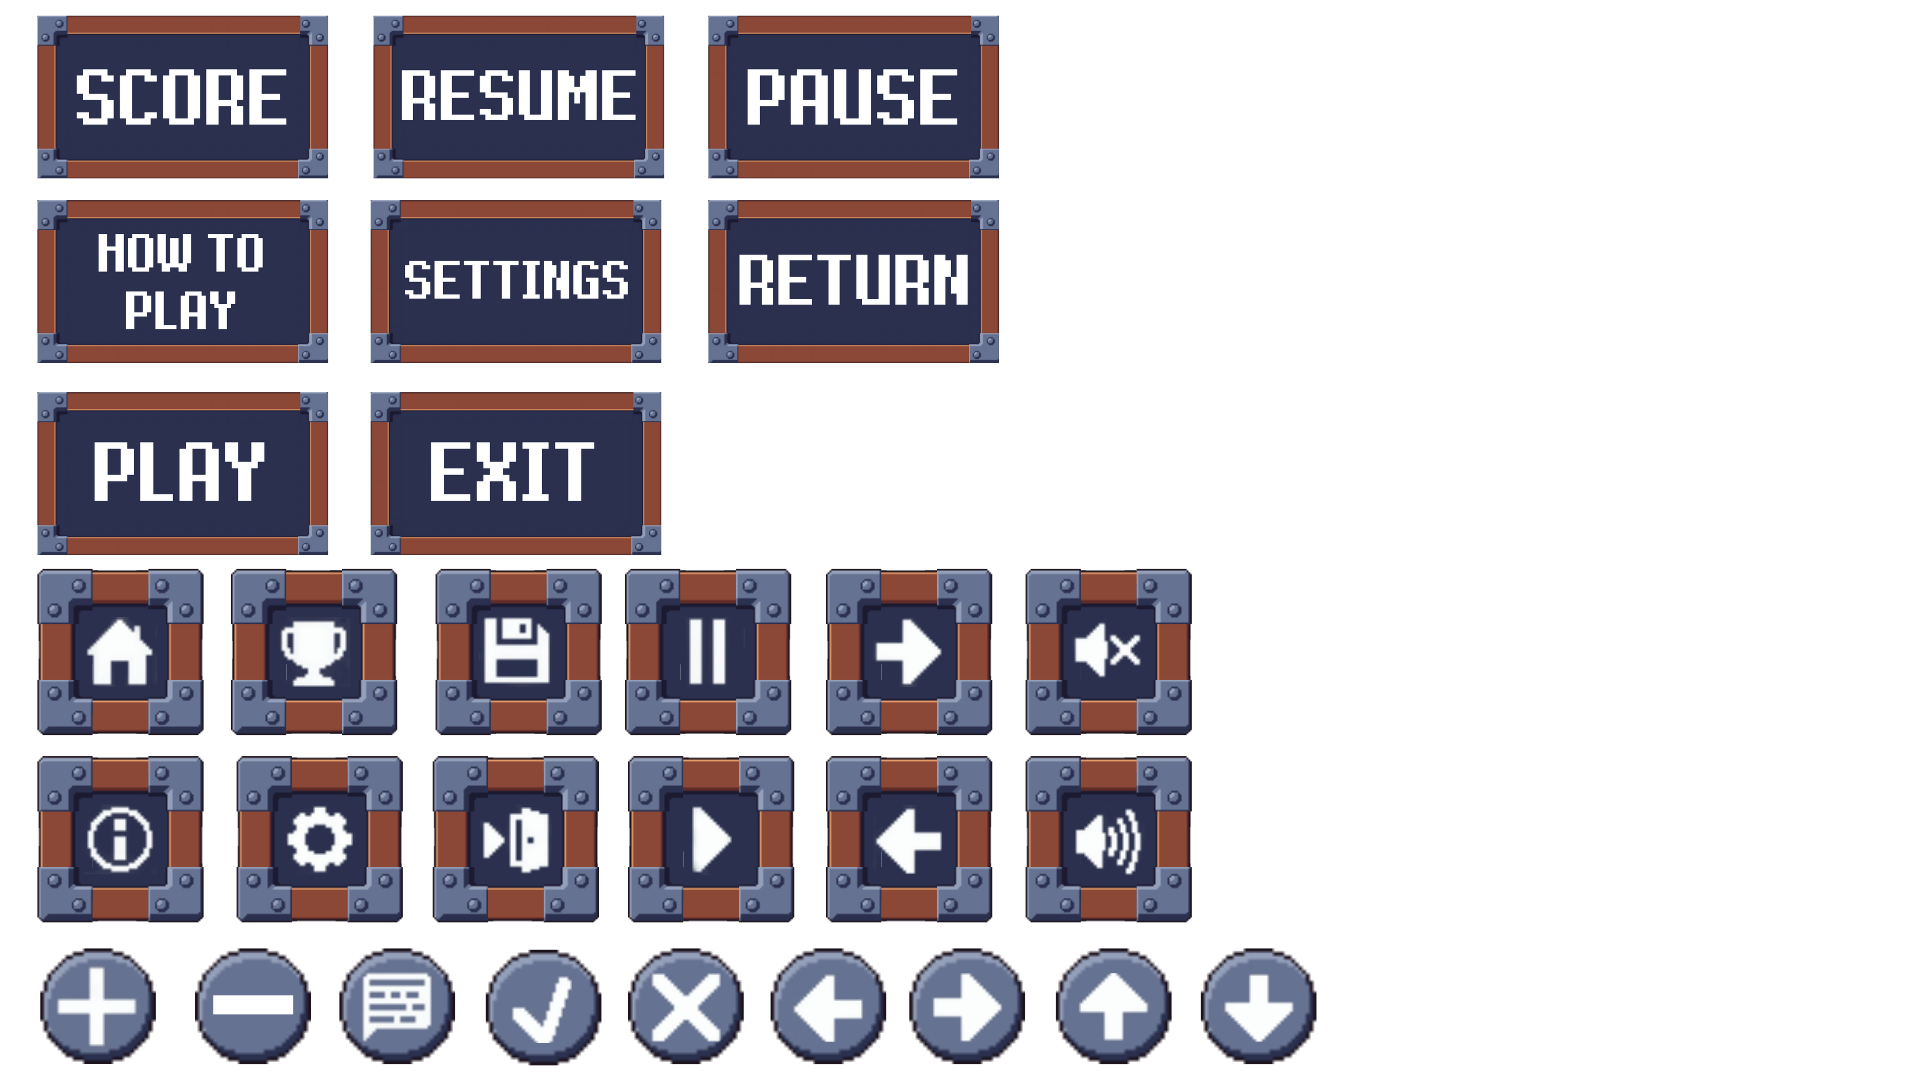 SCORE
RESUME
PAUSE
HOW TO
PLAY
SETTINGS
RETURN
PLAY
EXIT